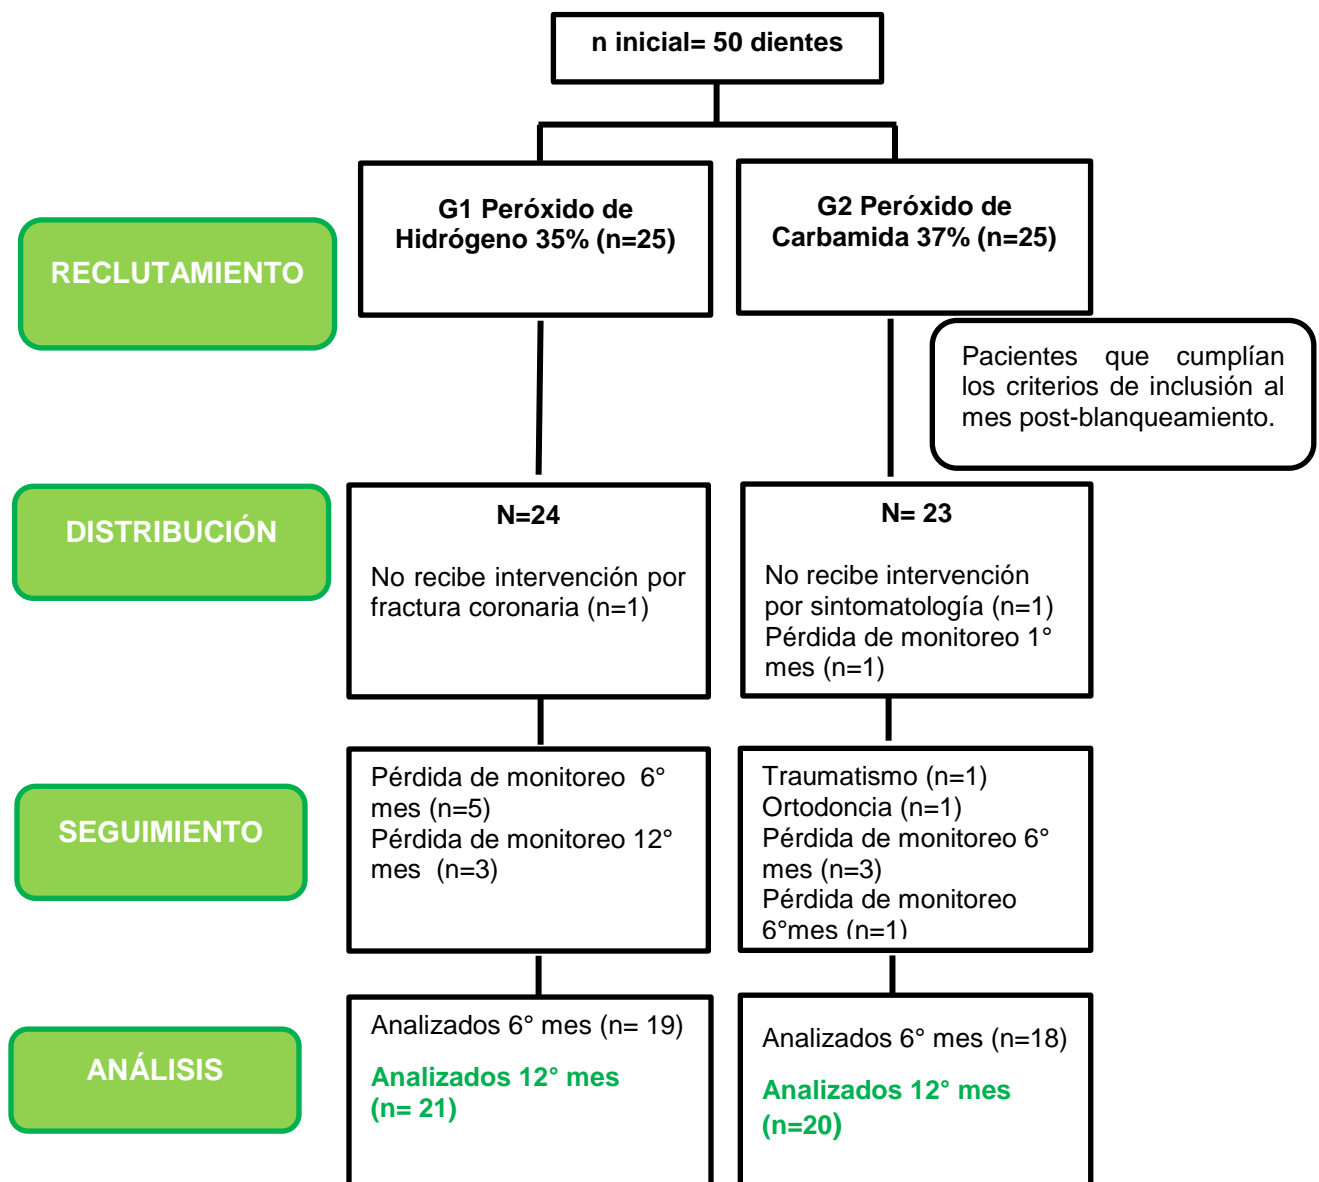 n inicial= 50 dientes
RECLUTAMIENTO
G1 Peróxido de
Hidrógeno 35% (n=25)
G2 Peróxido de
Carbamida 37% (n=25)
Pacientes que cumplían
los criterios de inclusión al
mes post-blanqueamiento.
DISTRIBUCIÓN
N=24
No recibe intervención por
fractura coronaria (n=1)
N= 23
No recibe intervención
por sintomatología (n=1)
Pérdida de monitoreo 1°
mes (n=1)
SEGUIMIENTO
Pérdida de monitoreo 6°
mes (n=5)
Pérdida de monitoreo 12°
mes (n=3)
Traumatismo (n=1)
Ortodoncia (n=1)
Pérdida de monitoreo 6°
mes (n=3)
Pérdida de monitoreo
6°mes (n=1)
ANÁLISIS
Analizados 6° mes (n= 19)
Analizados 12° mes
(n= 21)
Analizados 6° mes (n=18)
Analizados 12° mes
(n=20)